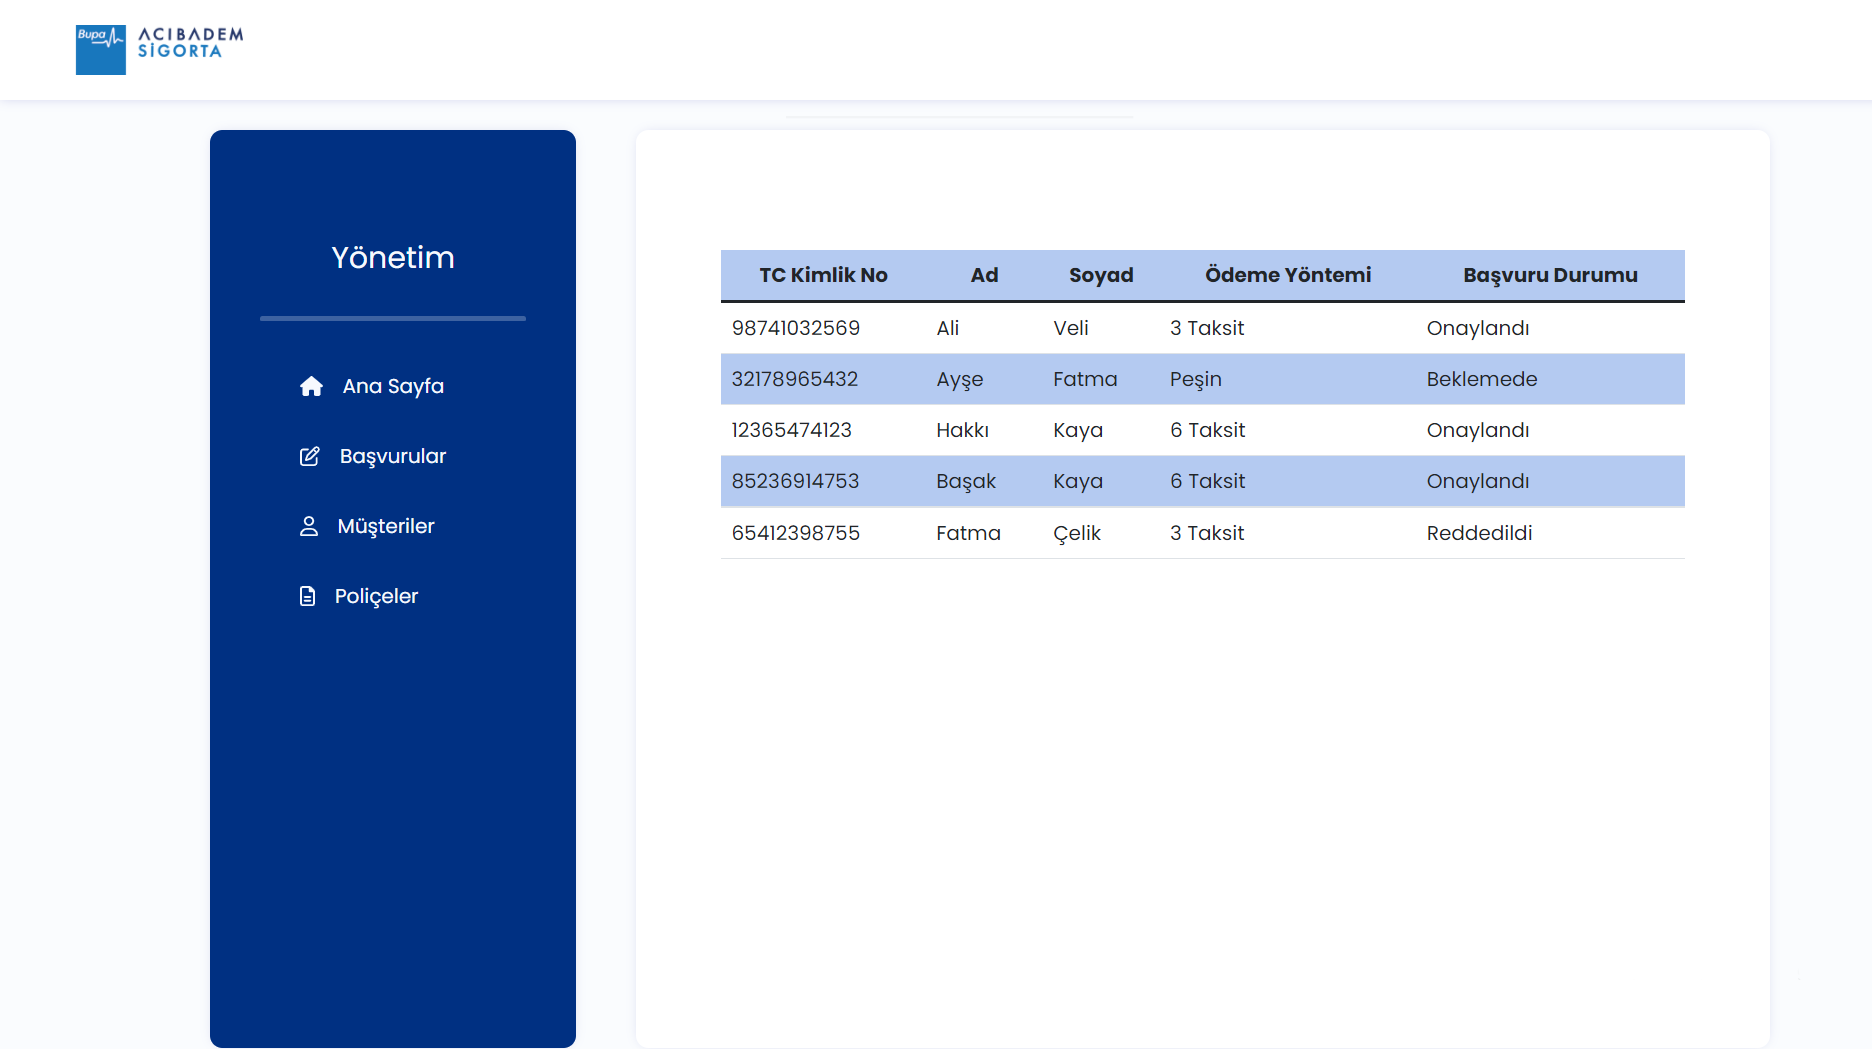 Bupa
ACIBADEM
SİGORTA
Yönetim
Ana Sayfa
Başvurular
Müşteriler
Poliçeler
TC Kimlik No Ad Soyad Ödeme Yöntemi Başvuru Durumu
98741032569 Ali Veli 3 Taksit Onaylandı
32178965432 Ayşe Fatma Peşin Beklemede
12365474123 Hakkı Kaya 6 Taksit Onaylandı
85236914753 Başak Kaya 6 Taksit Onaylandı
65412398755 Fatma Çelik 3 Taksit Reddedildi